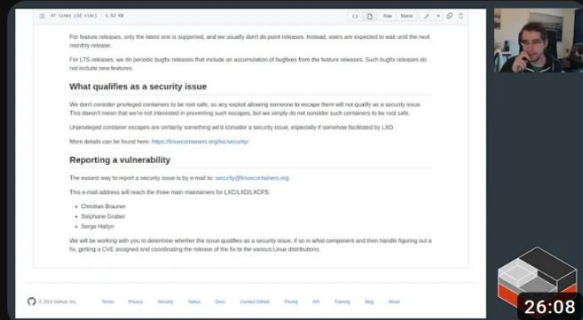 47 lines (32 sloc) 1.92 KB
Raw Blame
For feature releases, only the latest one is supported, and we usually don't do point releases. Instead, users are expected to wait until the next
monthly release.
For LTS releases, we do periodic bugfix releases that include an accumulation of bugfixes from the feature releases. Such bugfix releases do
not include new features.
What qualifies as a security issue
We don't consider privileged containers to be root safe, so any exploit allowing someone to escape them will not qualify as a security issue.
This doesn't mean that we're not interested in preventing such escapes, but we simply do not consider such containers to be root safe.
Unprivileged container escapes are certainly something we'd consider a security issue, especially if somehow facilitated by LXD.
More details can be found here: https://linuxcontainers.org/lxc/security/
Reporting a vulnerability
The easiest way to report a security issue is by e-mail to: security@linuxcontainers.org
This e-mail address will reach the three main maintainers for LXC/LXD/LXCFS:
Christian Brauner
Stéphane Graber
Serge Hallyn
We will be working with you to determine whether the issue qualifies as a security issue, if so in what component and then handle figuring out a
fix, getting a CVE assigned and coordinating the release of the fix to the various Linux distributions.
GitHub, Inc. Terms Privacy Security Status Docs Contact GitHub Pricing API Training Blog About
26:08